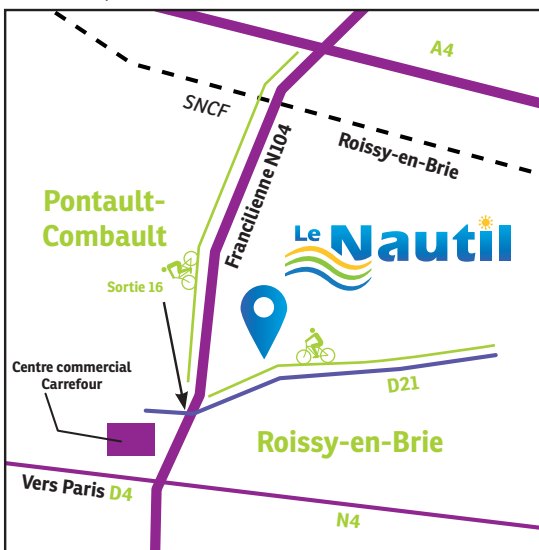 A4
SNCF
Roissy-en-Brie
Francilienne N104
Pontault-
Combault
Le Nautil
Sortie 16
Centre commercial
Carrefour
D21
Roissy-en-Brie
Vers Paris D4
N4